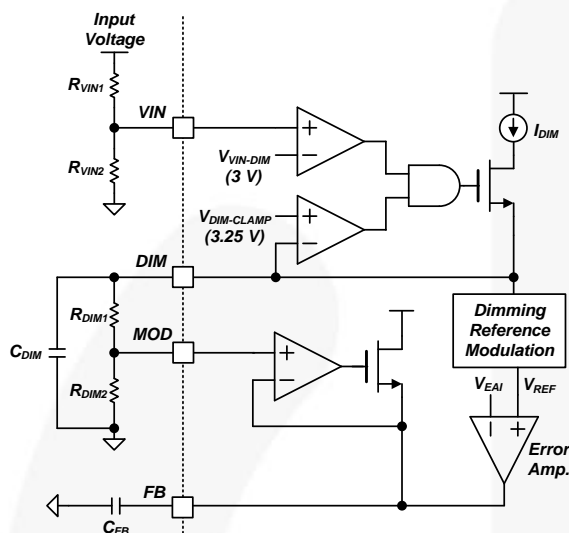 Input
Voltage
RVIN1
VIN
RVIN2
VVIN-DIM
(3 V)
VDIM-CLAMP
(3.25 V)
IDIM
DIM
RDIM1
MOD
CDIM
RDIM2
Dimming
Reference
Modulation
VEAI
VREF
Error
Amp.
FB
CFB
+
−
+
−
+
−
−
+